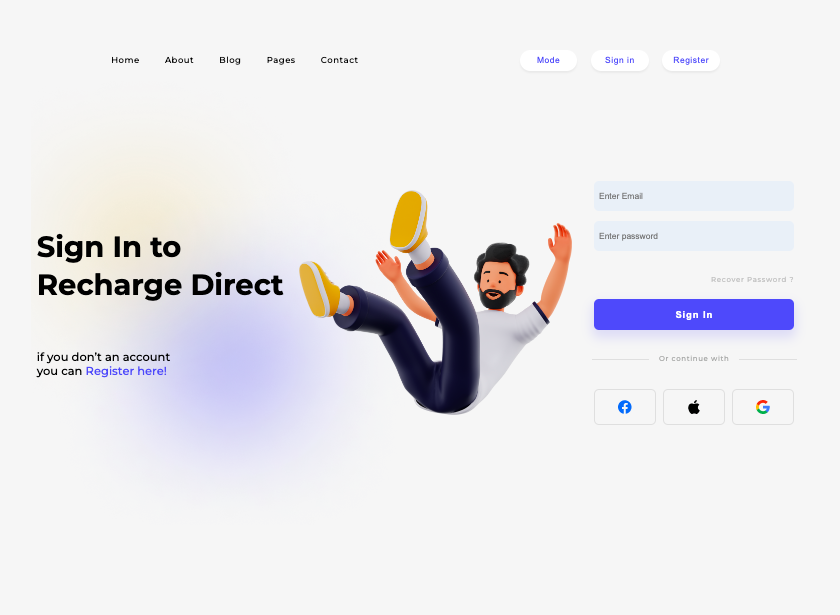 Home About Blog Pages Contact Mode Sign in Register
Sign In to
Recharge Direct
if you don't an account
you can Register here!
Enter Email
Enter password
Recover Password ?
Sign In
Or continue with